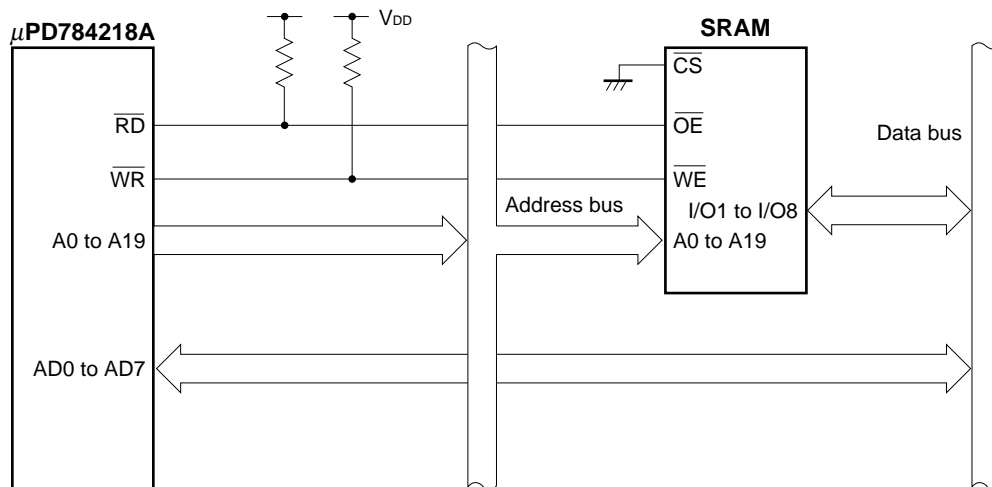 μPD784218A
VDD
SRAM
CS
RD
OE
Data bus
WR
WE
Address bus
I/O1 to I/O8
A0 to A19
A0 to A19
AD0 to AD7